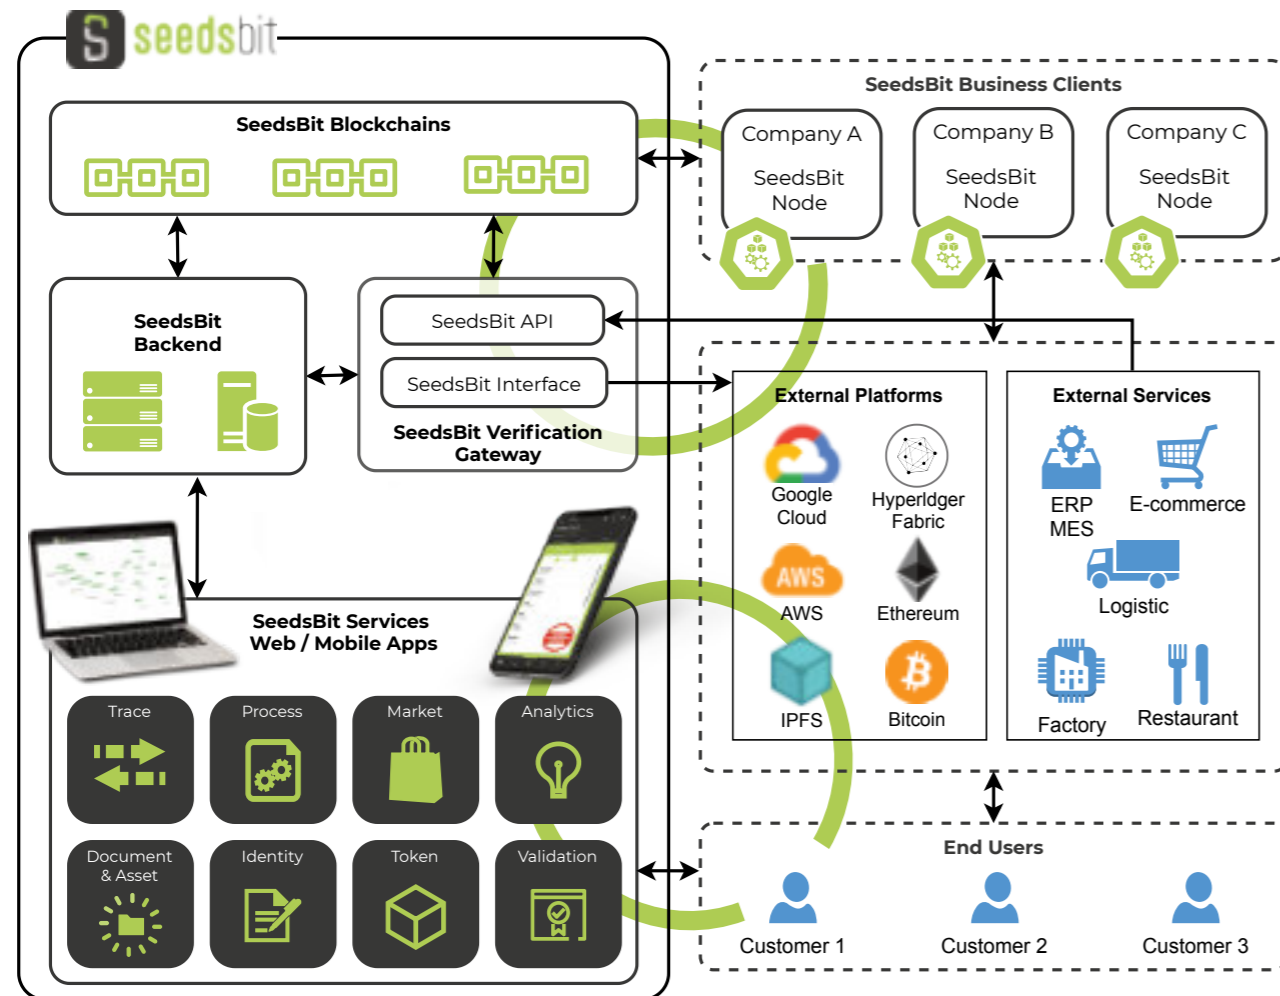 seedsbit
SeedsBit Blockchains
SeedsBit Business Clients
Company A
SeedsBit
Node
Company B
SeedsBit
Node
Company C
SeedsBit
Node
SeedsBit
Backend
SeedsBit API
SeedsBit Interface
SeedsBit Verification
Gateway
External Platforms
Google
Cloud
Hyperldger
Fabric
AWS
AWS
Ethereum
IPFS
Bitcoin
External Services
ERP
MES
E-commerce
Logistic
Factory
Restaurant
SeedsBit Services
Web / Mobile Apps
Trace
Process
Market
Analytics
Document
& Asset
Identity
Token
Validation
End Users
Customer 1
Customer 2
Customer 3